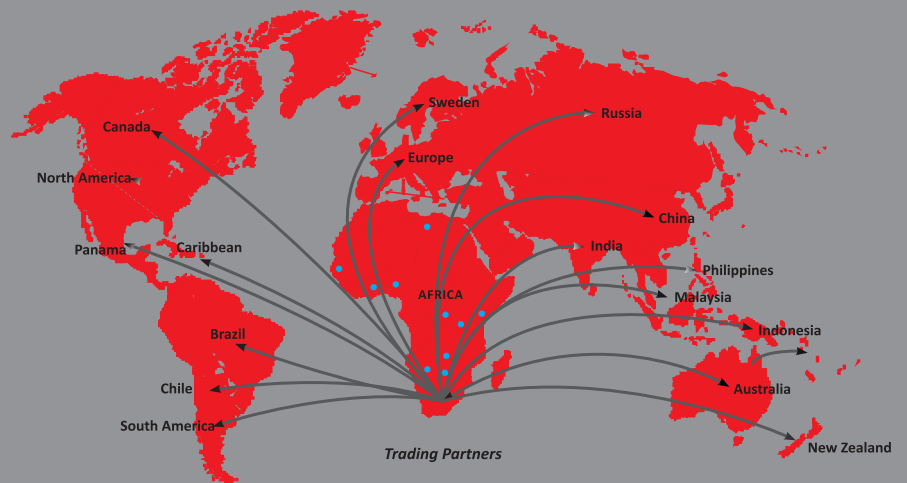 Sweden
Russia
Canada
Europe
North America
China
Panama
Caribbean
India
Philippines
AFRICA
Malaysia
Brazil
Indonesia
Chile
Australia
South America
New Zealand
Trading Partners